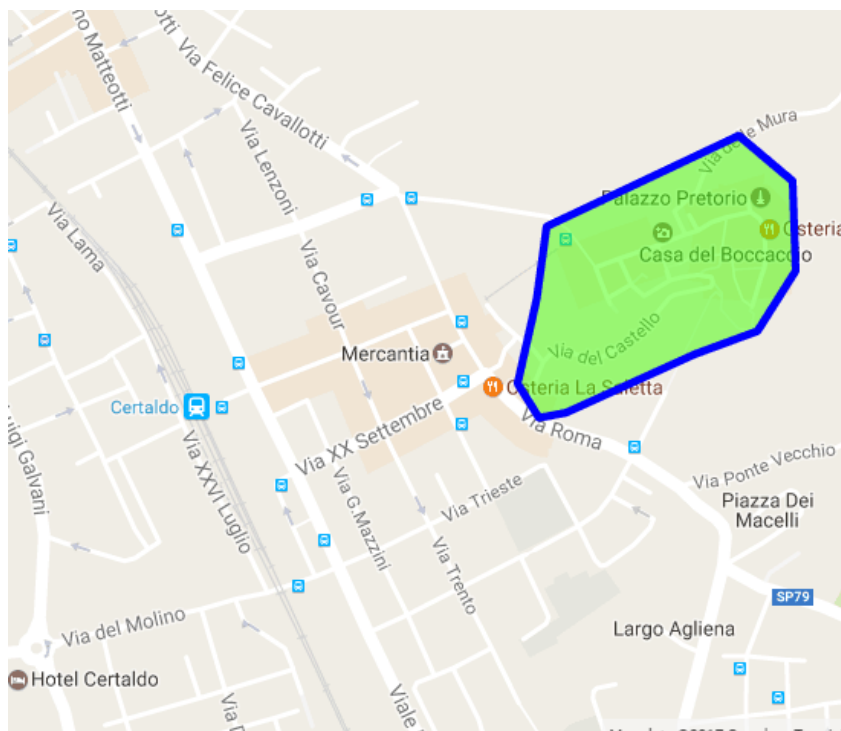 no Matteotti
otti
Via Felice Cavallotti
Via Lenzoni
Via delle Mura
Palazzo Pretorio
Osteria
Casa del Boccaccio
Via Lama
Via Cavour
Via del Castello
Mercantia
Osteria La Saletta
Certaldo
Via XX Settembre
Via Roma
Luigi Galvani
Via XXVI Luglio
Via G.Mazzini
Via Trieste
Via Ponte Vecchio
Piazza Dei
Macelli
Via Trento
SP79
Via del Molino
Largo Agliena
Hotel Certaldo
Viale